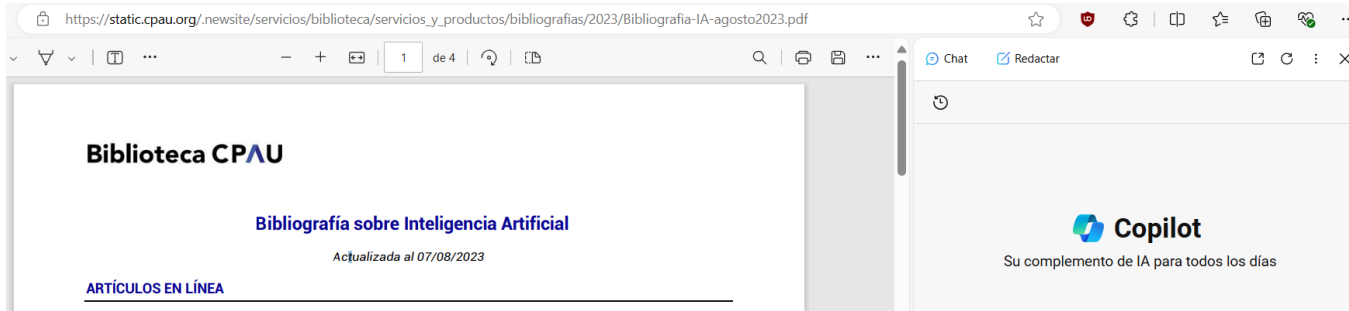 https://static.cpau.org/.newsite/servicios/biblioteca/servicios_y_productos/bibliografias/2023/Bibliografia-IA-agosto2023.pdf
1 de 4
Chat Redactar
Biblioteca CPAU
Bibliografía sobre Inteligencia Artificial
Actualizada al 07/08/2023
ARTÍCULOS EN LÍNEA
Copilot
Su complemento de IA para todos los días